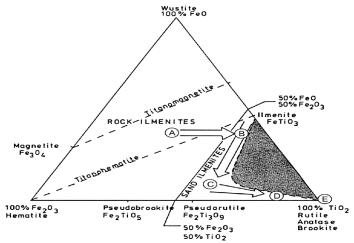 Wustite
100% FeO
50% FeO
50% Fe2O3
Ilmenite
FeTiO3
Titanomagnetite
ROCK-ILMENITES
A
B
Magnetite
Fe3O4
Titanohematite
SAND ILMENITES
C
D
E
100% Fe2O3
Hematite
Pseudobrookite
Fe2TiO5
Pseudorutile
Fe2Ti3O9
100% TiO2
Rutile
Anatase
Brookite
50% Fe2O3
50% TiO2